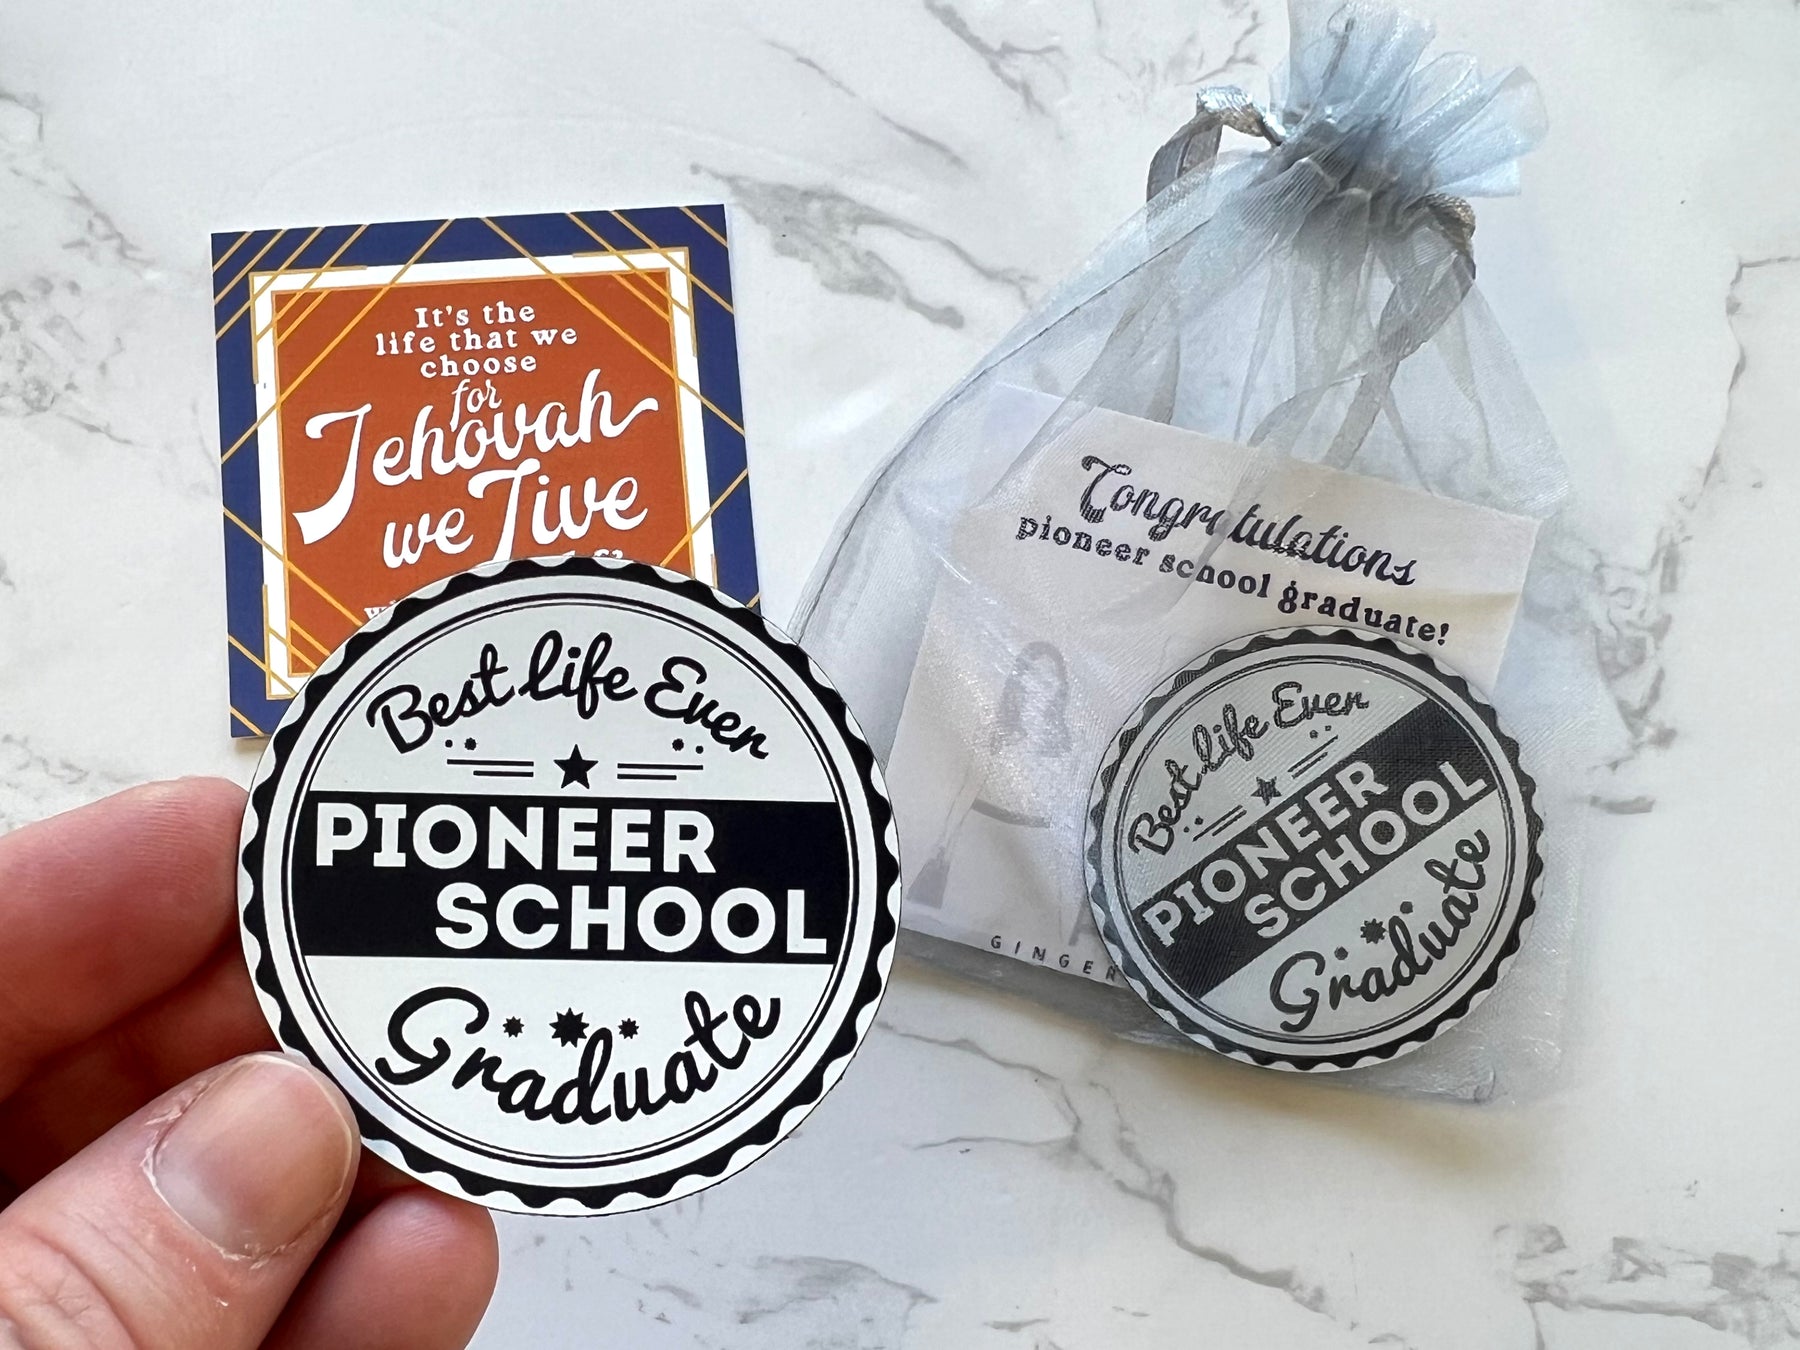 It's the
life that we
choose
for
Jehovah
we Live
Best life Ever
PIONEER
SCHOOL
Graduate
Congratulations
pioneer school graduate!
GINGER
Best life Ever
PIONEER
SCHOOL
Graduate